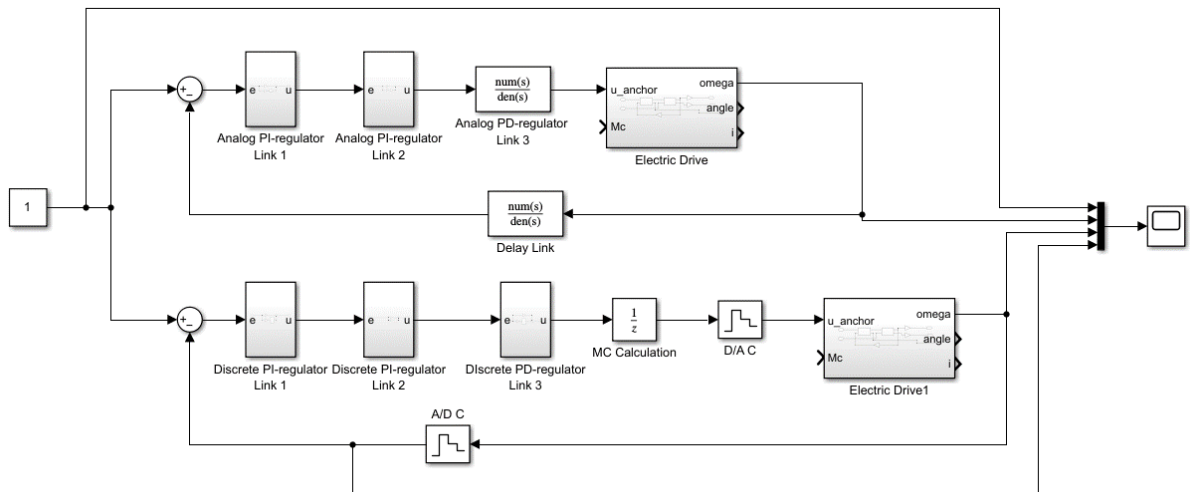 num(s)
den(s)
omega
u_anchor
angle
e u
e u
Mc
i
Analog PI-regulator
Link 1
Analog PI-regulator
Link 2
Analog PD-regulator
Link 3
Electric Drive
1
num(s)
den(s)
Delay Link
e u
e u
e u
1
z
omega
u_anchor
angle
Mc
i
MC Calculation
D/A C
Discrete PI-regulator
Link 1
Discrete PI-regulator
Link 2
DIscrete PD-regulator
Link 3
Electric Drive1
A/D C